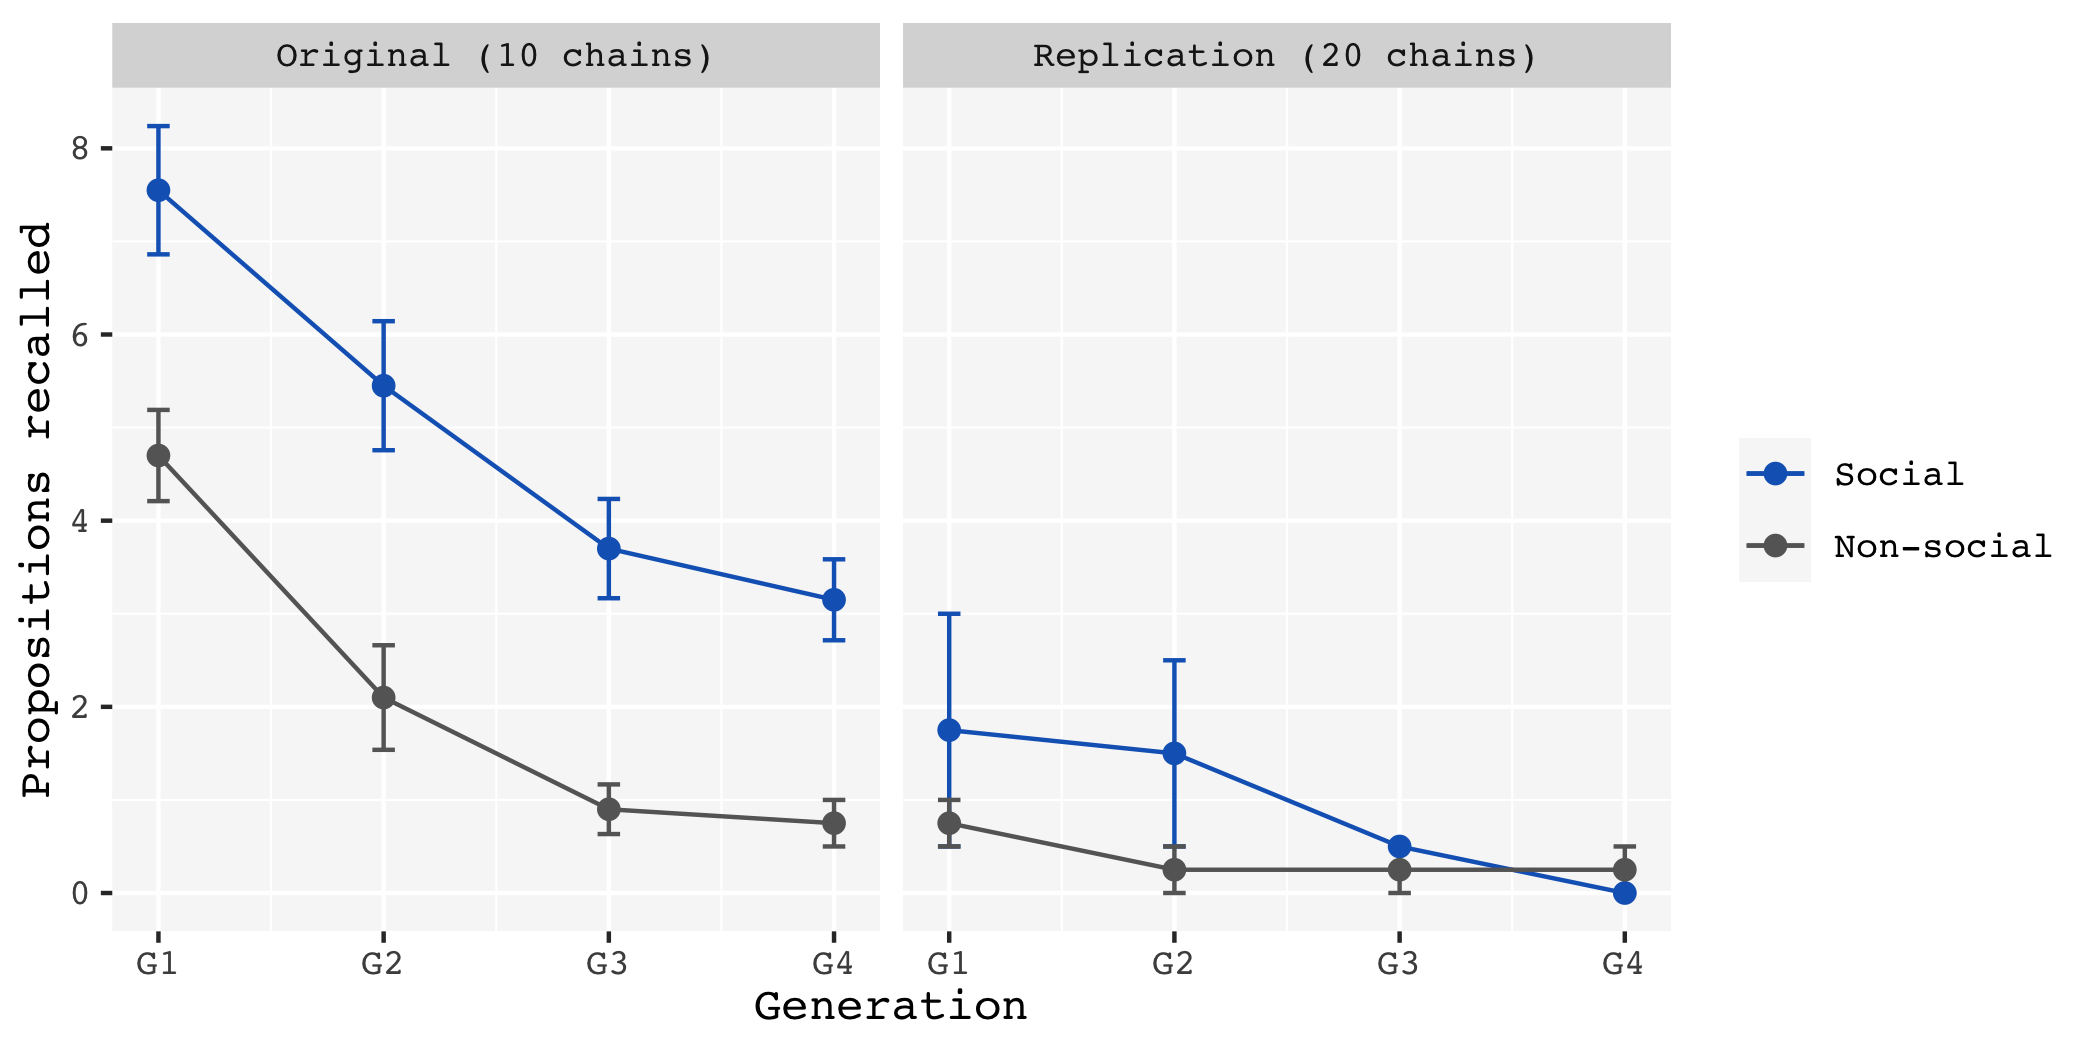 Original (10 chains)
Replication (20 chains)
Propositions recalled
8
6
4
2
0
G1 G2 G3 G4
G1 G2 G3 G4
Generation
Social
Non-social